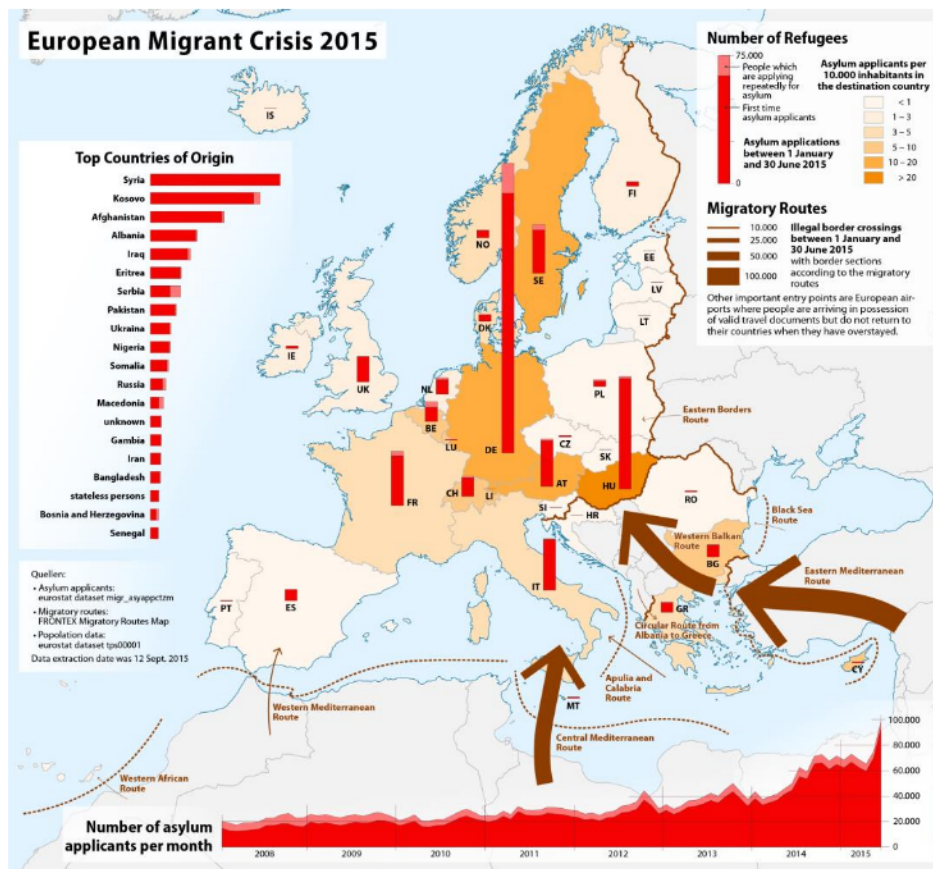 European Migrant Crisis 2015
Number of Refugees
75.000
People which
are applying
repeatedly for
asylum
First time
asylum applicants
Asylum applications
between 1 January
and 30 June 2015
0
Asylum applicants per
10.000 inhabitants in
the destination country
< 1
1 – 3
3 – 5
5 – 10
10 – 20
> 20
Migratory Routes
10.000
25.000
50.000
100.000
Illegal border crossings
between 1 January and
30 June 2015
with border sections
according to the migratory
routes
Other important entry points are European air-
ports where people are arriving in possession
of valid travel documents but do not return to
their countries when they have overstayed.
Top Countries of Origin
Syria
Kosovo
Afghanistan
Albania
Iraq
Eritrea
Serbia
Pakistan
Ukraina
Nigeria
Somalia
Russia
Macedonia
unknown
Gambia
Iran
Bangladesh
stateless persons
Bosnia and Herzegovina
Senegal
Quellen:
• Asylum applicants:
eurostat dataset migr_asyappctzm
• Migratory routes:
FRONTEX Migratory Routes Map
• Popolation data:
eurostat dataset tps00001
Data extraction date was 12 Sept. 2015
IS
NO
SE
FI
EE
LV
LT
DK
IE
UK
NL
BE
LU
DE
PL
CZ
SK
AT
HU
CH
LI
FR
SI
HR
RO
BG
IT
GR
PT
ES
MT
CY
Eastern Borders
Route
Black Sea
Route
Western Balkan
Route
Eastern Mediterranean
Route
Circular Route from
Albania to Greece
Apulia and
Calabria
Route
Central Mediterranean
Route
Western Mediterranean
Route
Western African
Route
Number of asylum
applicants per month
100.000
80.000
60.000
40.000
20.000
0
2008
2009
2010
2011
2012
2013
2014
2015